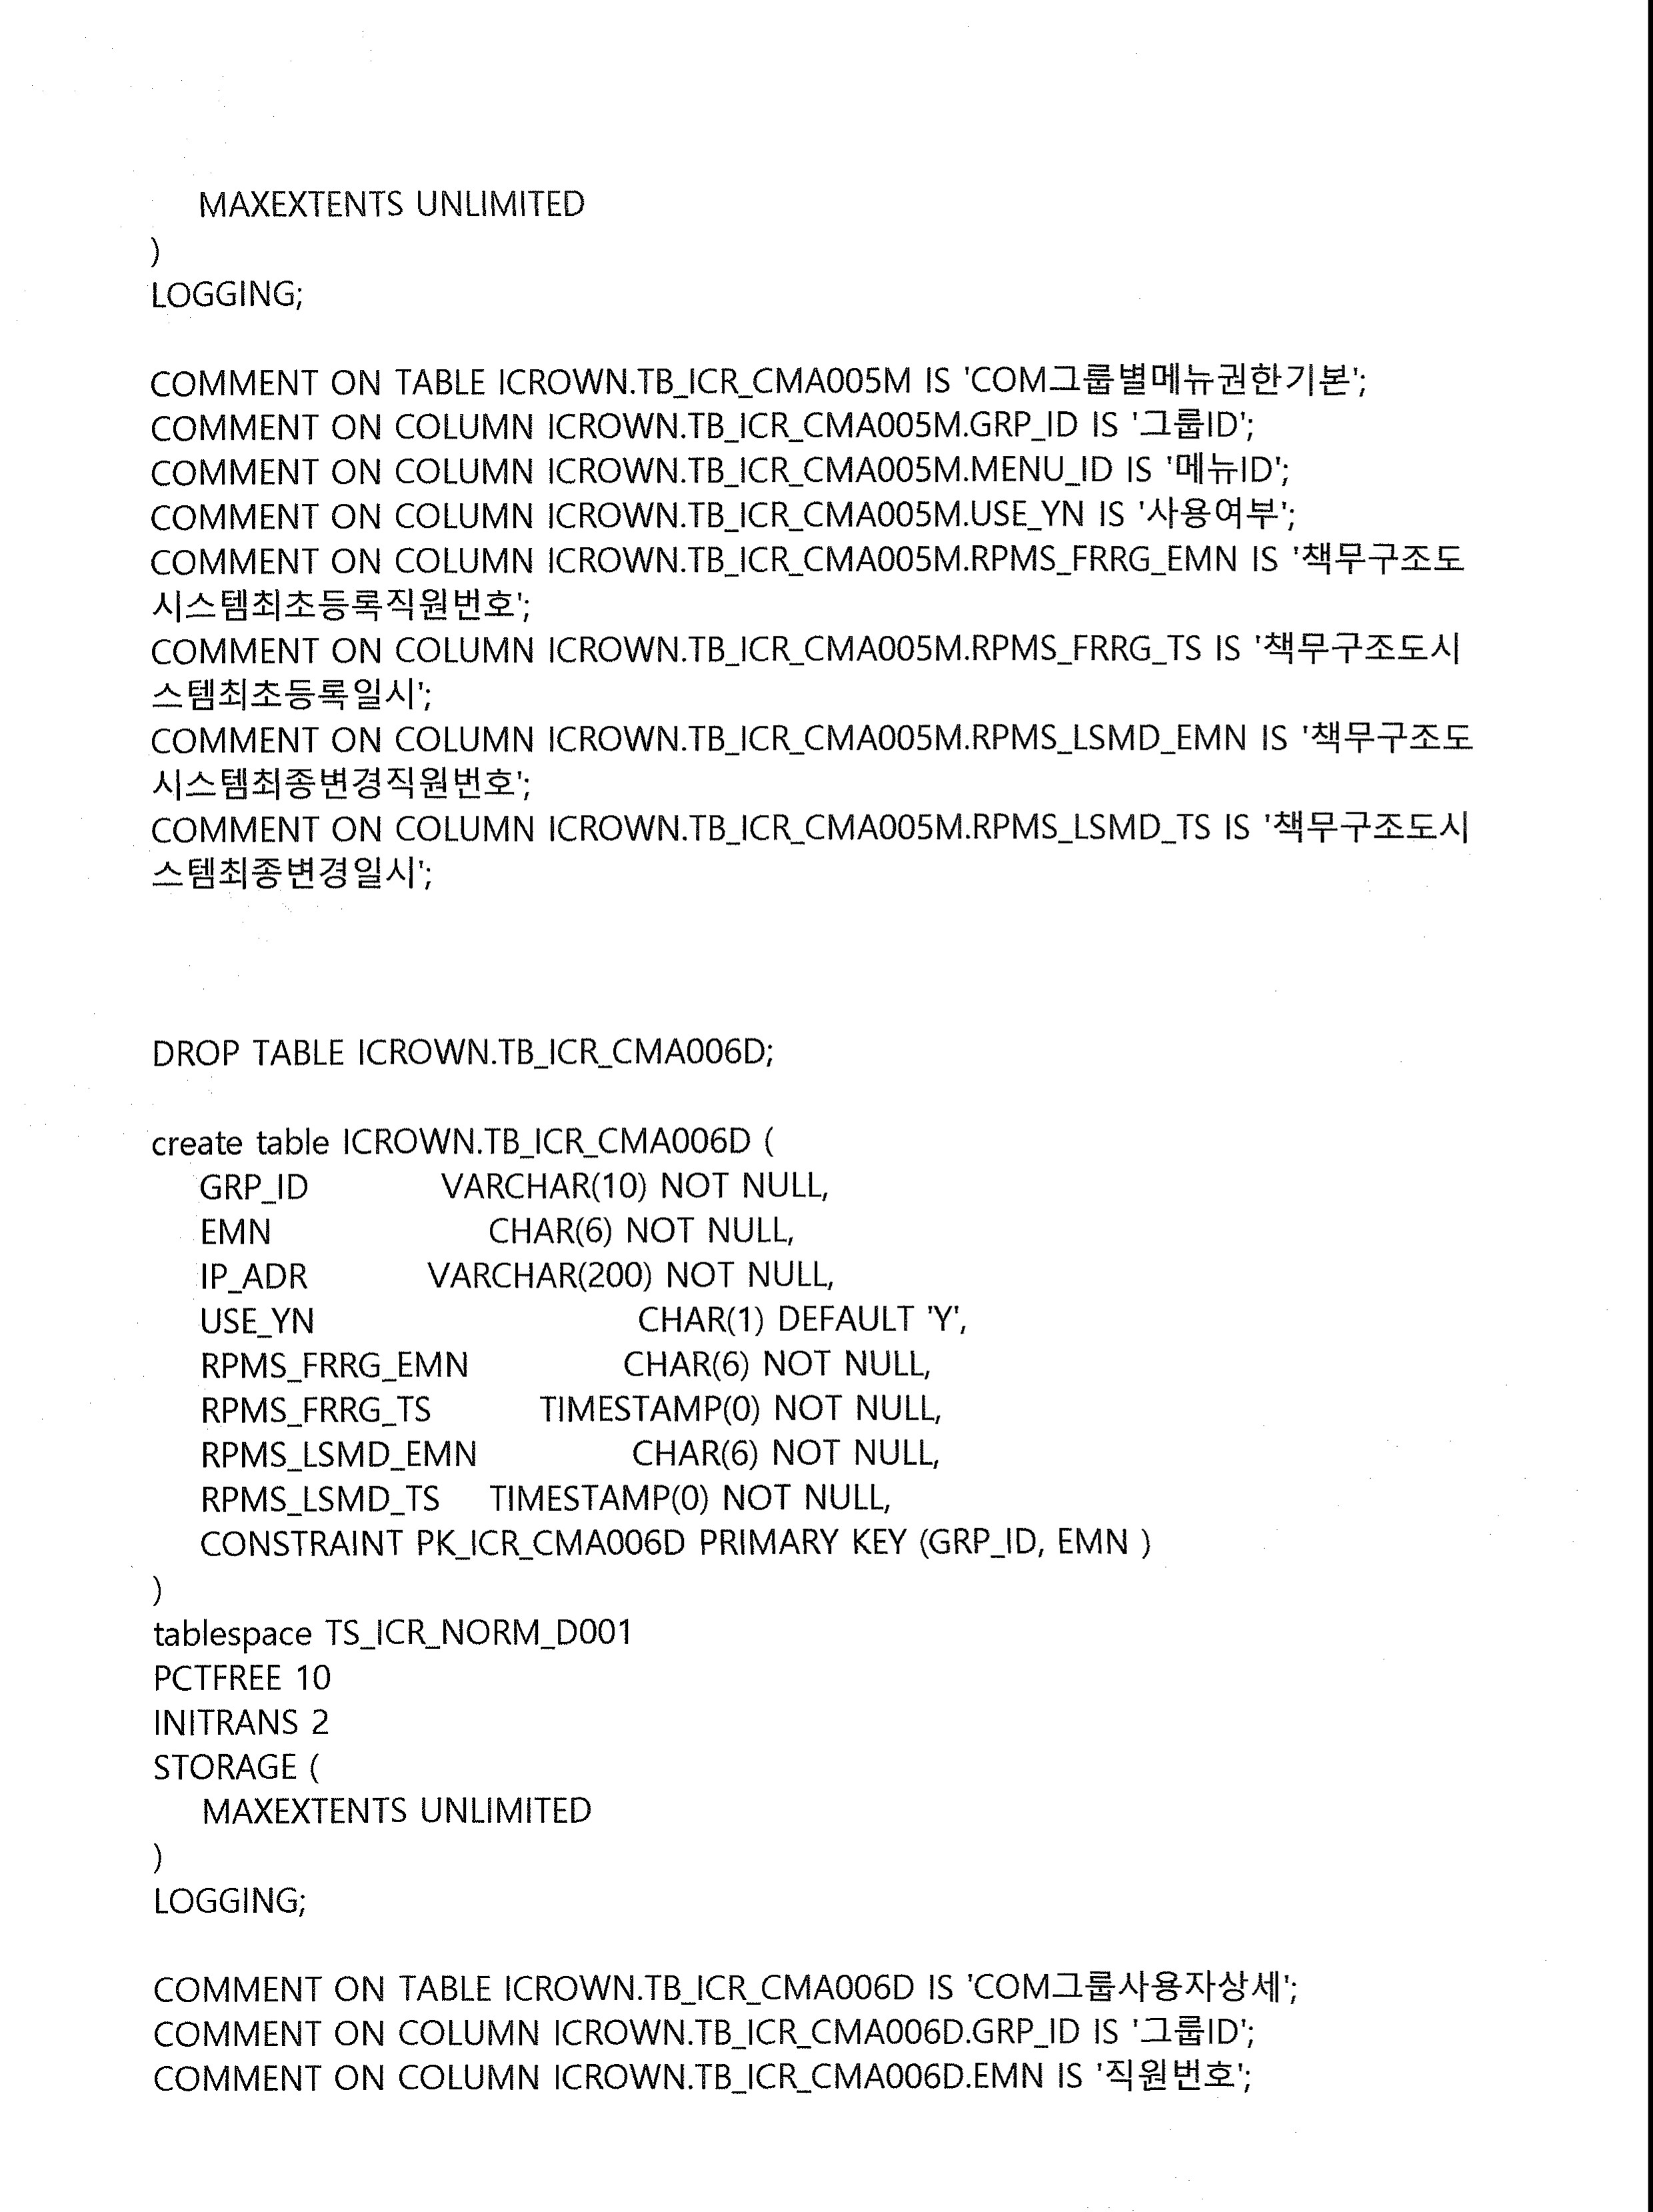 MAXEXTENTS UNLIMITED
)
LOGGING;
COMMENT ON TABLE ICROWN.TB_ICR_CMA005M IS 'COM그룹별메뉴권한기본';
COMMENT ON COLUMN ICROWN.TB_ICR_CMA005M.GRP_ID IS '그룹ID';
COMMENT ON COLUMN ICROWN.TB_ICR_CMA005M.MENU_ID IS '메뉴ID';
COMMENT ON COLUMN ICROWN.TB_ICR_CMA005M.USE_YN IS '사용여부';
COMMENT ON COLUMN ICROWN.TB_ICR_CMA005M.RPMS_FRRG_EMN IS '책무구조도
시스템최초등록직원번호';
COMMENT ON COLUMN ICROWN.TB_ICR_CMA005M.RPMS_FRRG_TS IS '책무구조도시
스템최초등록일시';
COMMENT ON COLUMN ICROWN.TB_ICR_CMA005M.RPMS_LSMD_EMN IS '책무구조도
시스템최종변경직원번호';
COMMENT ON COLUMN ICROWN.TB_ICR_CMA005M.RPMS_LSMD_TS IS '책무구조도시
스템최종변경일시';
DROP TABLE ICROWN.TB_ICR_CMA006D;
create table ICROWN.TB_ICR_CMA006D (
GRP_ID VARCHAR(10) NOT NULL,
EMN CHAR(6) NOT NULL,
IP_ADR VARCHAR(200) NOT NULL,
USE_YN CHAR(1) DEFAULT 'Y',
RPMS_FRRG_EMN CHAR(6) NOT NULL,
RPMS_FRRG_TS TIMESTAMP(0) NOT NULL,
RPMS_LSMD_EMN CHAR(6) NOT NULL,
RPMS_LSMD_TS TIMESTAMP(0) NOT NULL,
CONSTRAINT PK_ICR_CMA006D PRIMARY KEY (GRP_ID, EMN )
)
tablespace TS_ICR_NORM_D001
PCTFREE 10
INITRANS 2
STORAGE (
MAXEXTENTS UNLIMITED
)
LOGGING;
COMMENT ON TABLE ICROWN.TB_ICR_CMA006D IS 'COM그룹사용자상세';
COMMENT ON COLUMN ICROWN.TB_ICR_CMA006D.GRP_ID IS '그룹ID';
COMMENT ON COLUMN ICROWN.TB_ICR_CMA006D.EMN IS '직원번호';